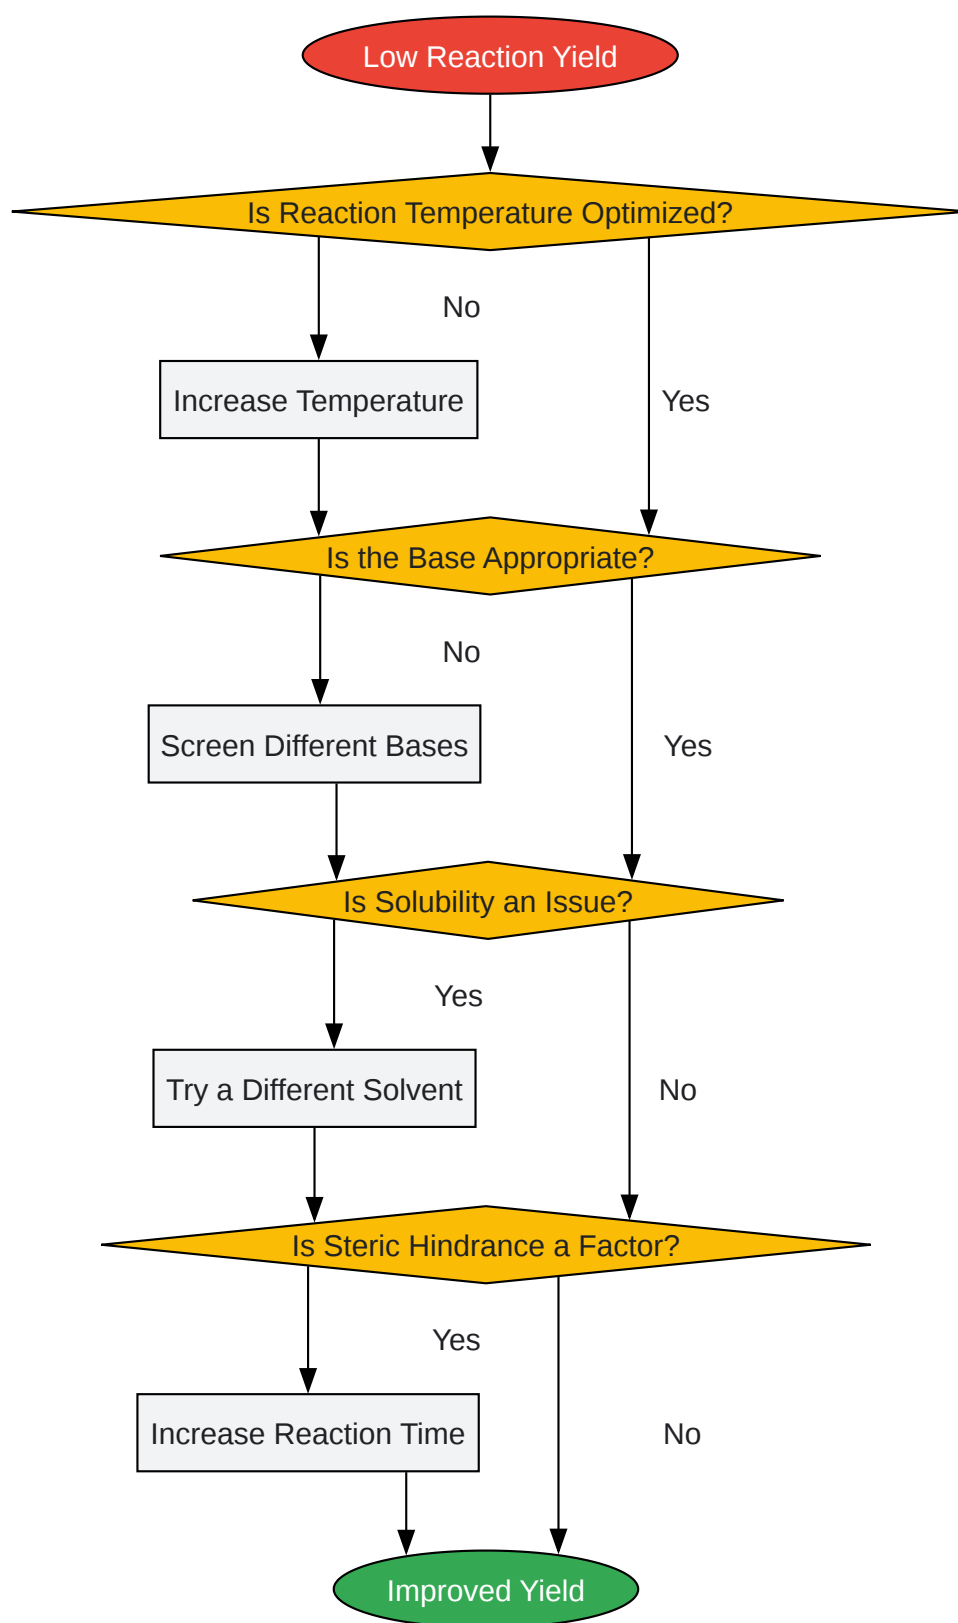 Low Reaction Yield
Is Reaction Temperature Optimized?
No
Increase Temperature
Yes
Is the Base Appropriate?
No
Screen Different Bases
Yes
Is Solubility an Issue?
Yes
Try a Different Solvent
No
Is Steric Hindrance a Factor?
Yes
Increase Reaction Time
No
Improved Yield